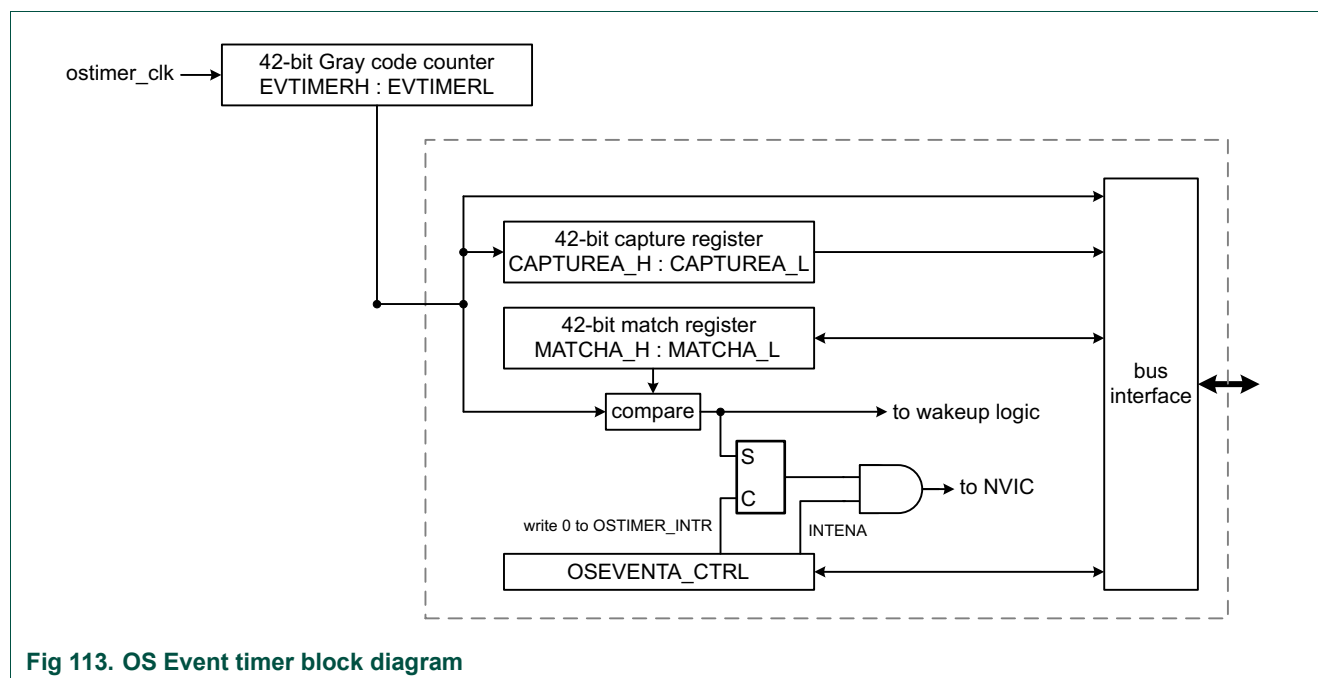 42-bit Gray code counter
ostimer_clk
EVTIMERH : EVTIMERL
42-bit capture register
CAPTUREA_H : CAPTUREA_L
42-bit match register
MATCHA_H : MATCHA_L
bus
interface
compare
to wakeup logic
S
C
to NVIC
write 0 to OSTIMER_INTR
INTENA
OSEVENTA_CTRL
Fig 113. OS Event timer block diagram